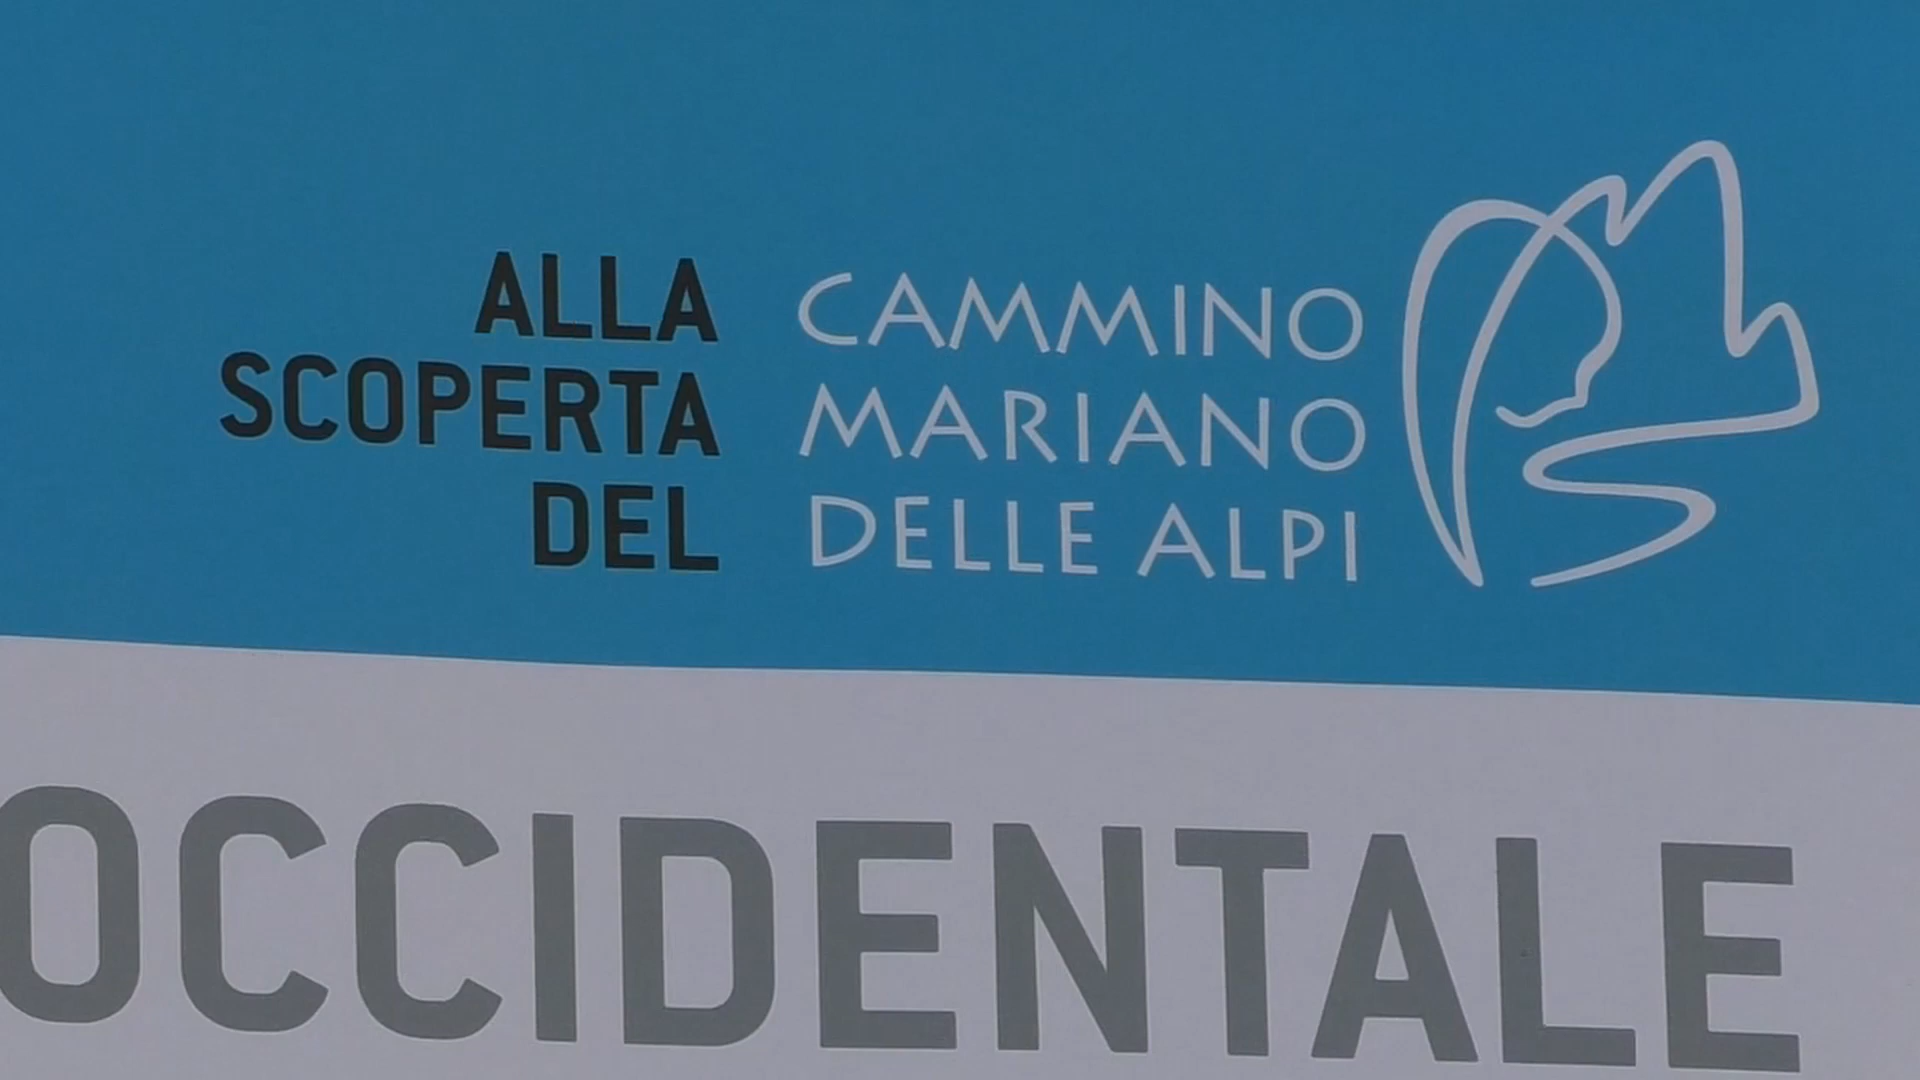 ALLA
SCOPERTA
DEL
CAMMINO
MARIANO
DELLE ALPI
OCCIDENTALE